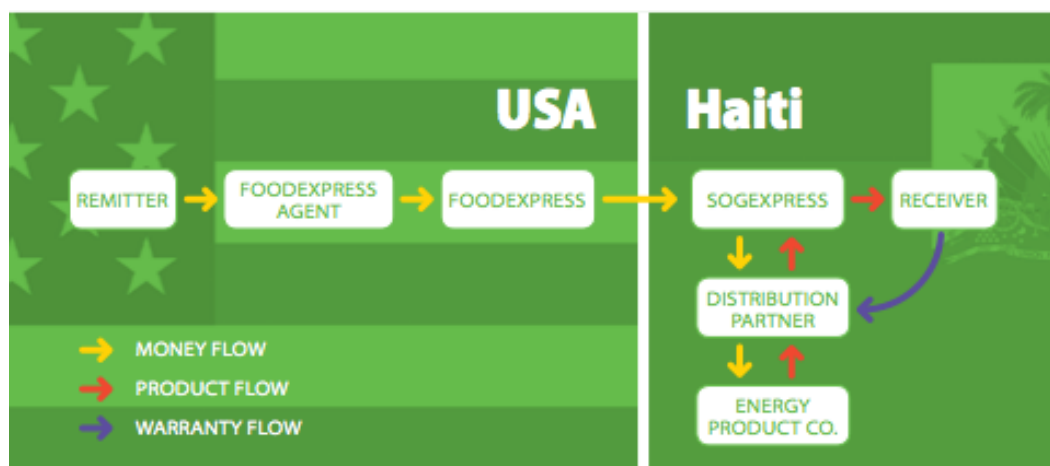 USA
Haiti
REMITTER
FOODEXPRESS
AGENT
FOODEXPRESS
SOGEXPRESS
RECEIVER
DISTRIBUTION
PARTNER
ENERGY
PRODUCT CO.
MONEY FLOW
PRODUCT FLOW
WARRANTY FLOW